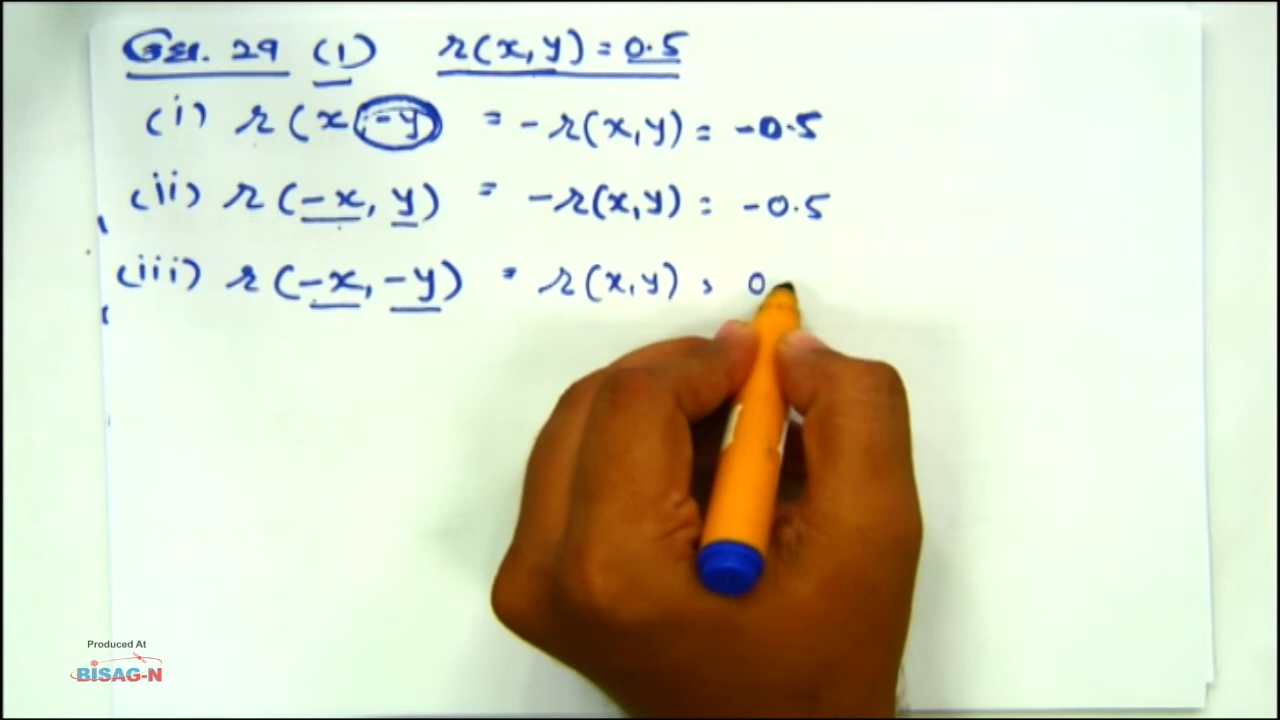 ઉદા. 29 (1) r(x,y) = 0.5
(i) r(x,-y) = -r(x,y) = -0.5
(ii) r(-x, y) = -r(x,y) = -0.5
(iii) r(-x,-y) = r(x,y) = 0.
Produced At
BISAG-N